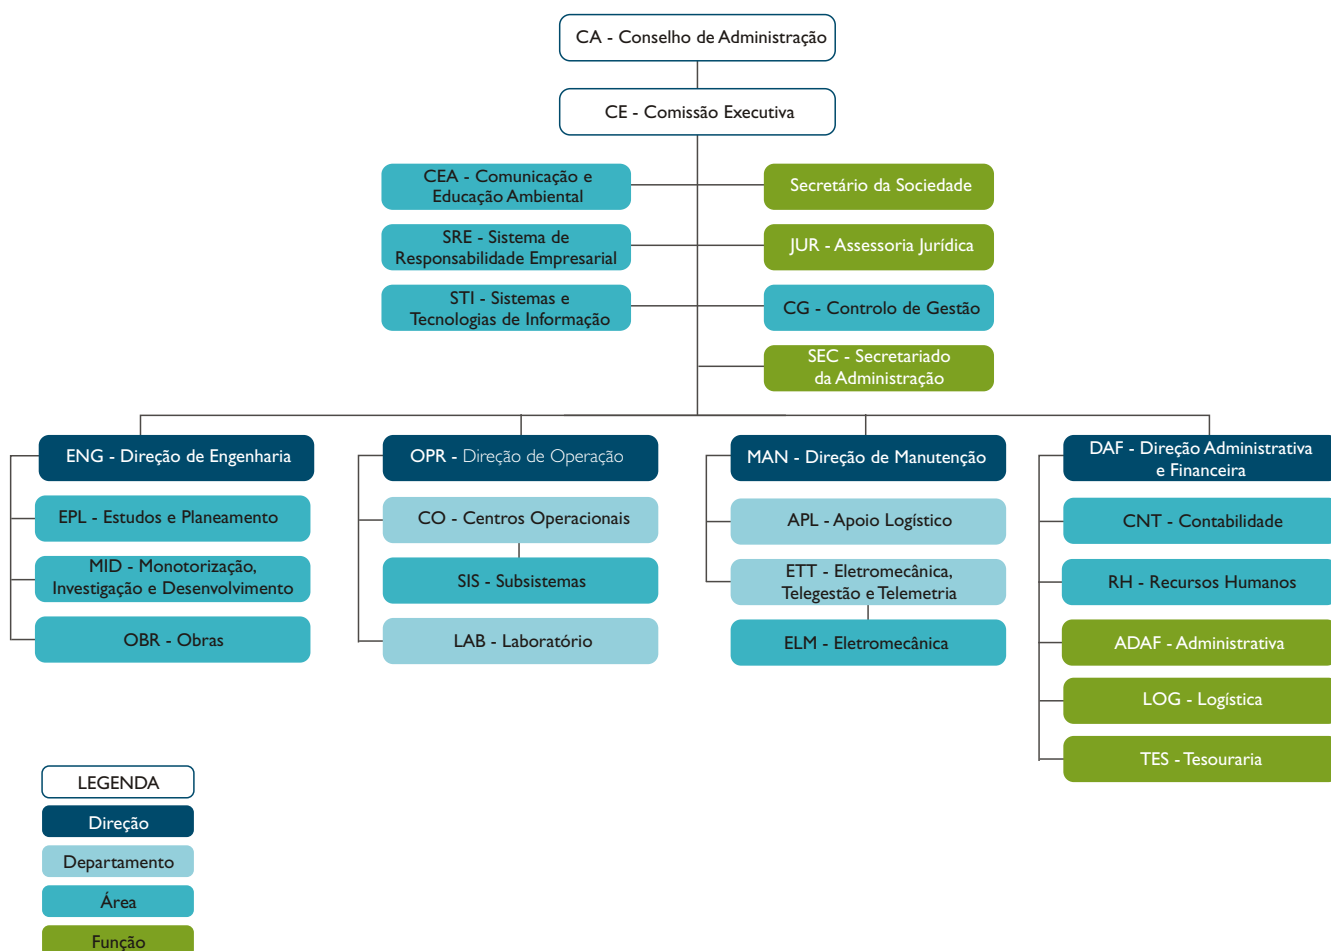 CA - Conselho de Administração
CE - Comissão Executiva
CEA - Comunicação e
Educação Ambiental
Secretário da Sociedade
SRE - Sistema de
Responsabilidade Empresarial
JUR - Assessoria Jurídica
STI - Sistemas e
Tecnologias de Informação
CG - Controlo de Gestão
SEC - Secretariado
da Administração
ENG - Direção de Engenharia
EPL - Estudos e Planeamento
MID - Monotorização,
Investigação e Desenvolvimento
OBR - Obras
OPR - Direção de Operação
CO - Centros Operacionais
SIS - Subsistemas
LAB - Laboratório
MAN - Direção de Manutenção
APL - Apoio Logístico
ETT - Eletromecânica,
Telegestão e Telemetria
ELM - Eletromecânica
DAF - Direção Administrativa
e Financeira
CNT - Contabilidade
RH - Recursos Humanos
ADAF - Administrativa
LOG - Logística
TES - Tesouraria
LEGENDA
Direção
Departamento
Área
Função